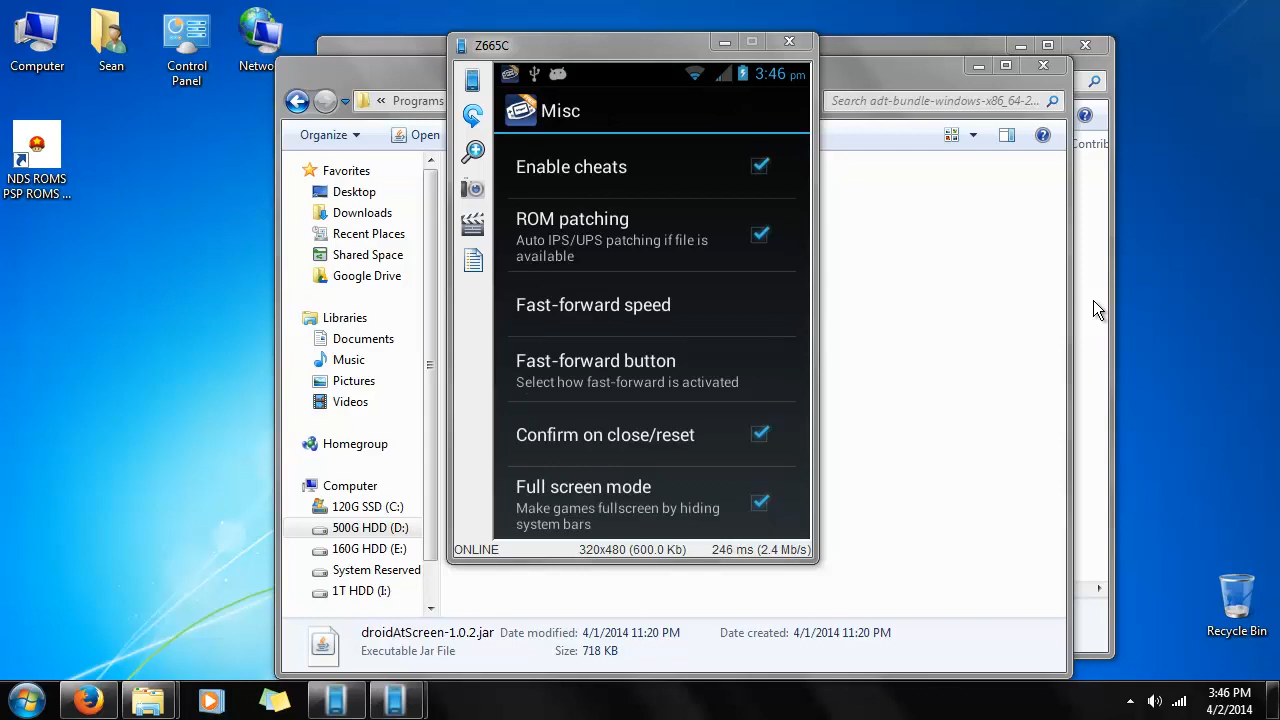 Computer
Sean
Control
Panel
Netwo
NDS ROMS
PSP ROMS ...
Z665C
3:46 pm
Misc
Enable cheats
ROM patching
Auto IPS/UPS patching if file is
available
Fast-forward speed
Fast-forward button
Select how fast-forward is activated
Confirm on close/reset
Full screen mode
Make games fullscreen by hiding
system bars
ONLINE
320x480 (600.0 Kb)
246 ms (2.4 Mb/s)
« Programs
Search adt-bundle-windows-x86_64-2...
Organize
Open
Contrib
Favorites
Desktop
Downloads
Recent Places
Shared Space
Google Drive
Libraries
Documents
Music
Pictures
Videos
Homegroup
Computer
120G SSD (C:)
500G HDD (D:)
160G HDD (E:)
System Reserved
1T HDD (I:)
droidAtScreen-1.0.2.jar
Date modified: 4/1/2014 11:20 PM
Date created: 4/1/2014 11:20 PM
Executable Jar File
Size: 718 KB
Recycle Bin
3:46 PM
4/2/2014